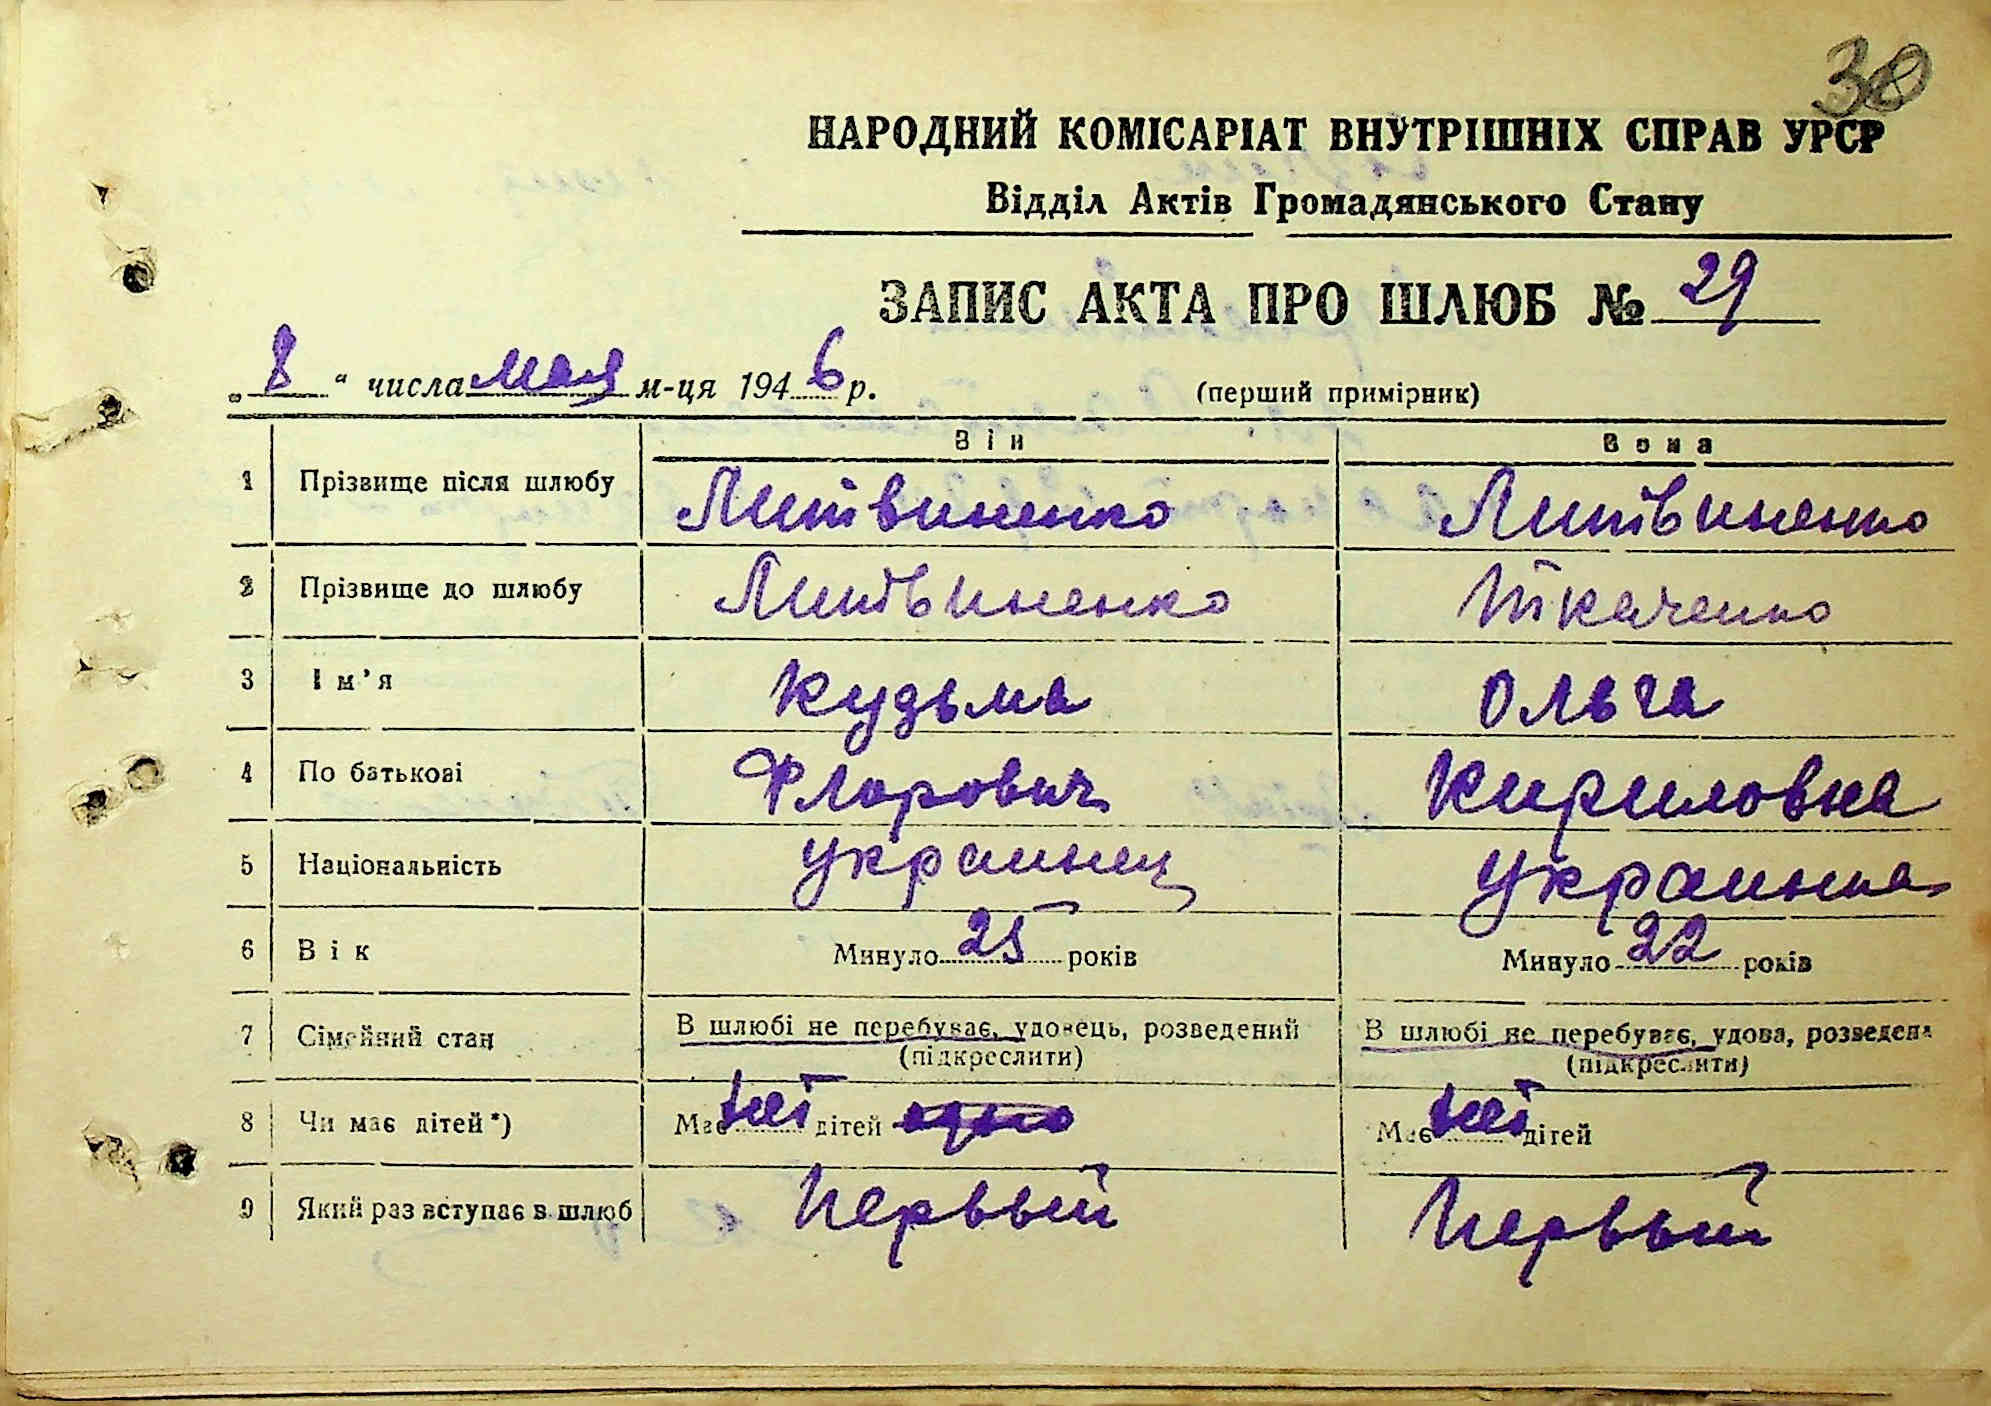 30
НАРОДНИЙ КОМІСАРІАТ ВНУТРІШНІХ СПРАВ УРСР
Відділ Актів Громадянського Стану
ЗАПИС АКТА ПРО ШЛЮБ № 29
„ 8 “ числа мая м-ця 1946 р. (перший примірник)
Він Вона
1 Прізвище після шлюбу Литвиненко Литвиненко
2 Прізвище до шлюбу Литвиненко Ткаченко
3 Ім'я Кудьма Ольга
4 По батькові Фларович Кириловна
5 Національність Украинец Украинка
6 Вік Минуло 25 років Минуло 22 років
7 Сімейний стан В шлюбі не перебуває, удовець, розведений В шлюбі не перебуває, удова, розведена
(підкреслити) (підкреслити)
8 Чи має дітей*) Має нет дітей одно Має нет дітей
9 Який раз вступає в шлюб Первый Первый